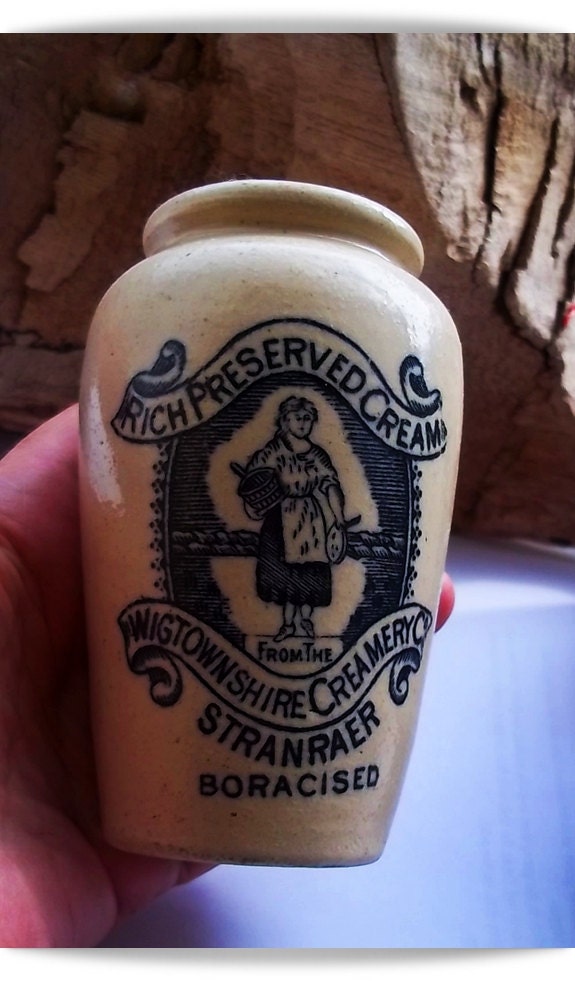 RICH PRESERVED CREAM
FROM THE
WIGTOWNSHIRE CREAMERY Co
STRANRAER
BORACISED